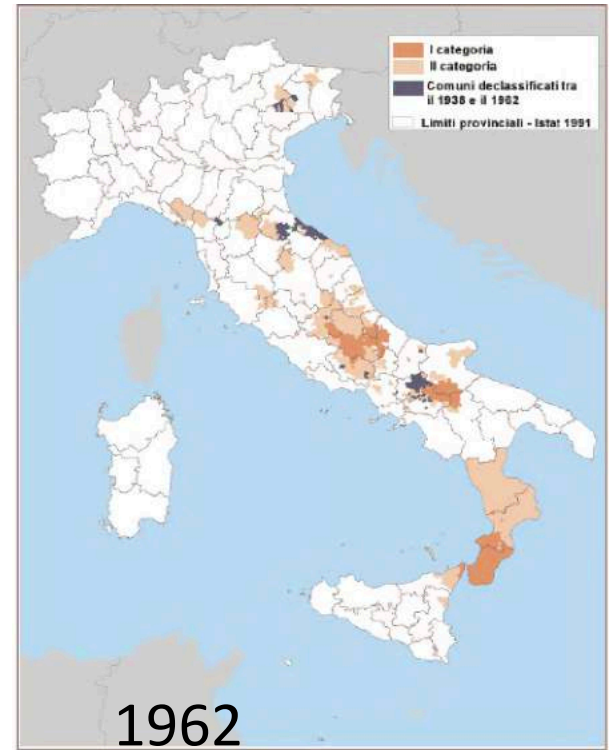 I categoria
II categoria
Comuni declassificati tra
il 1938 e il 1962
Limiti provinciali - Istat 1991
1962